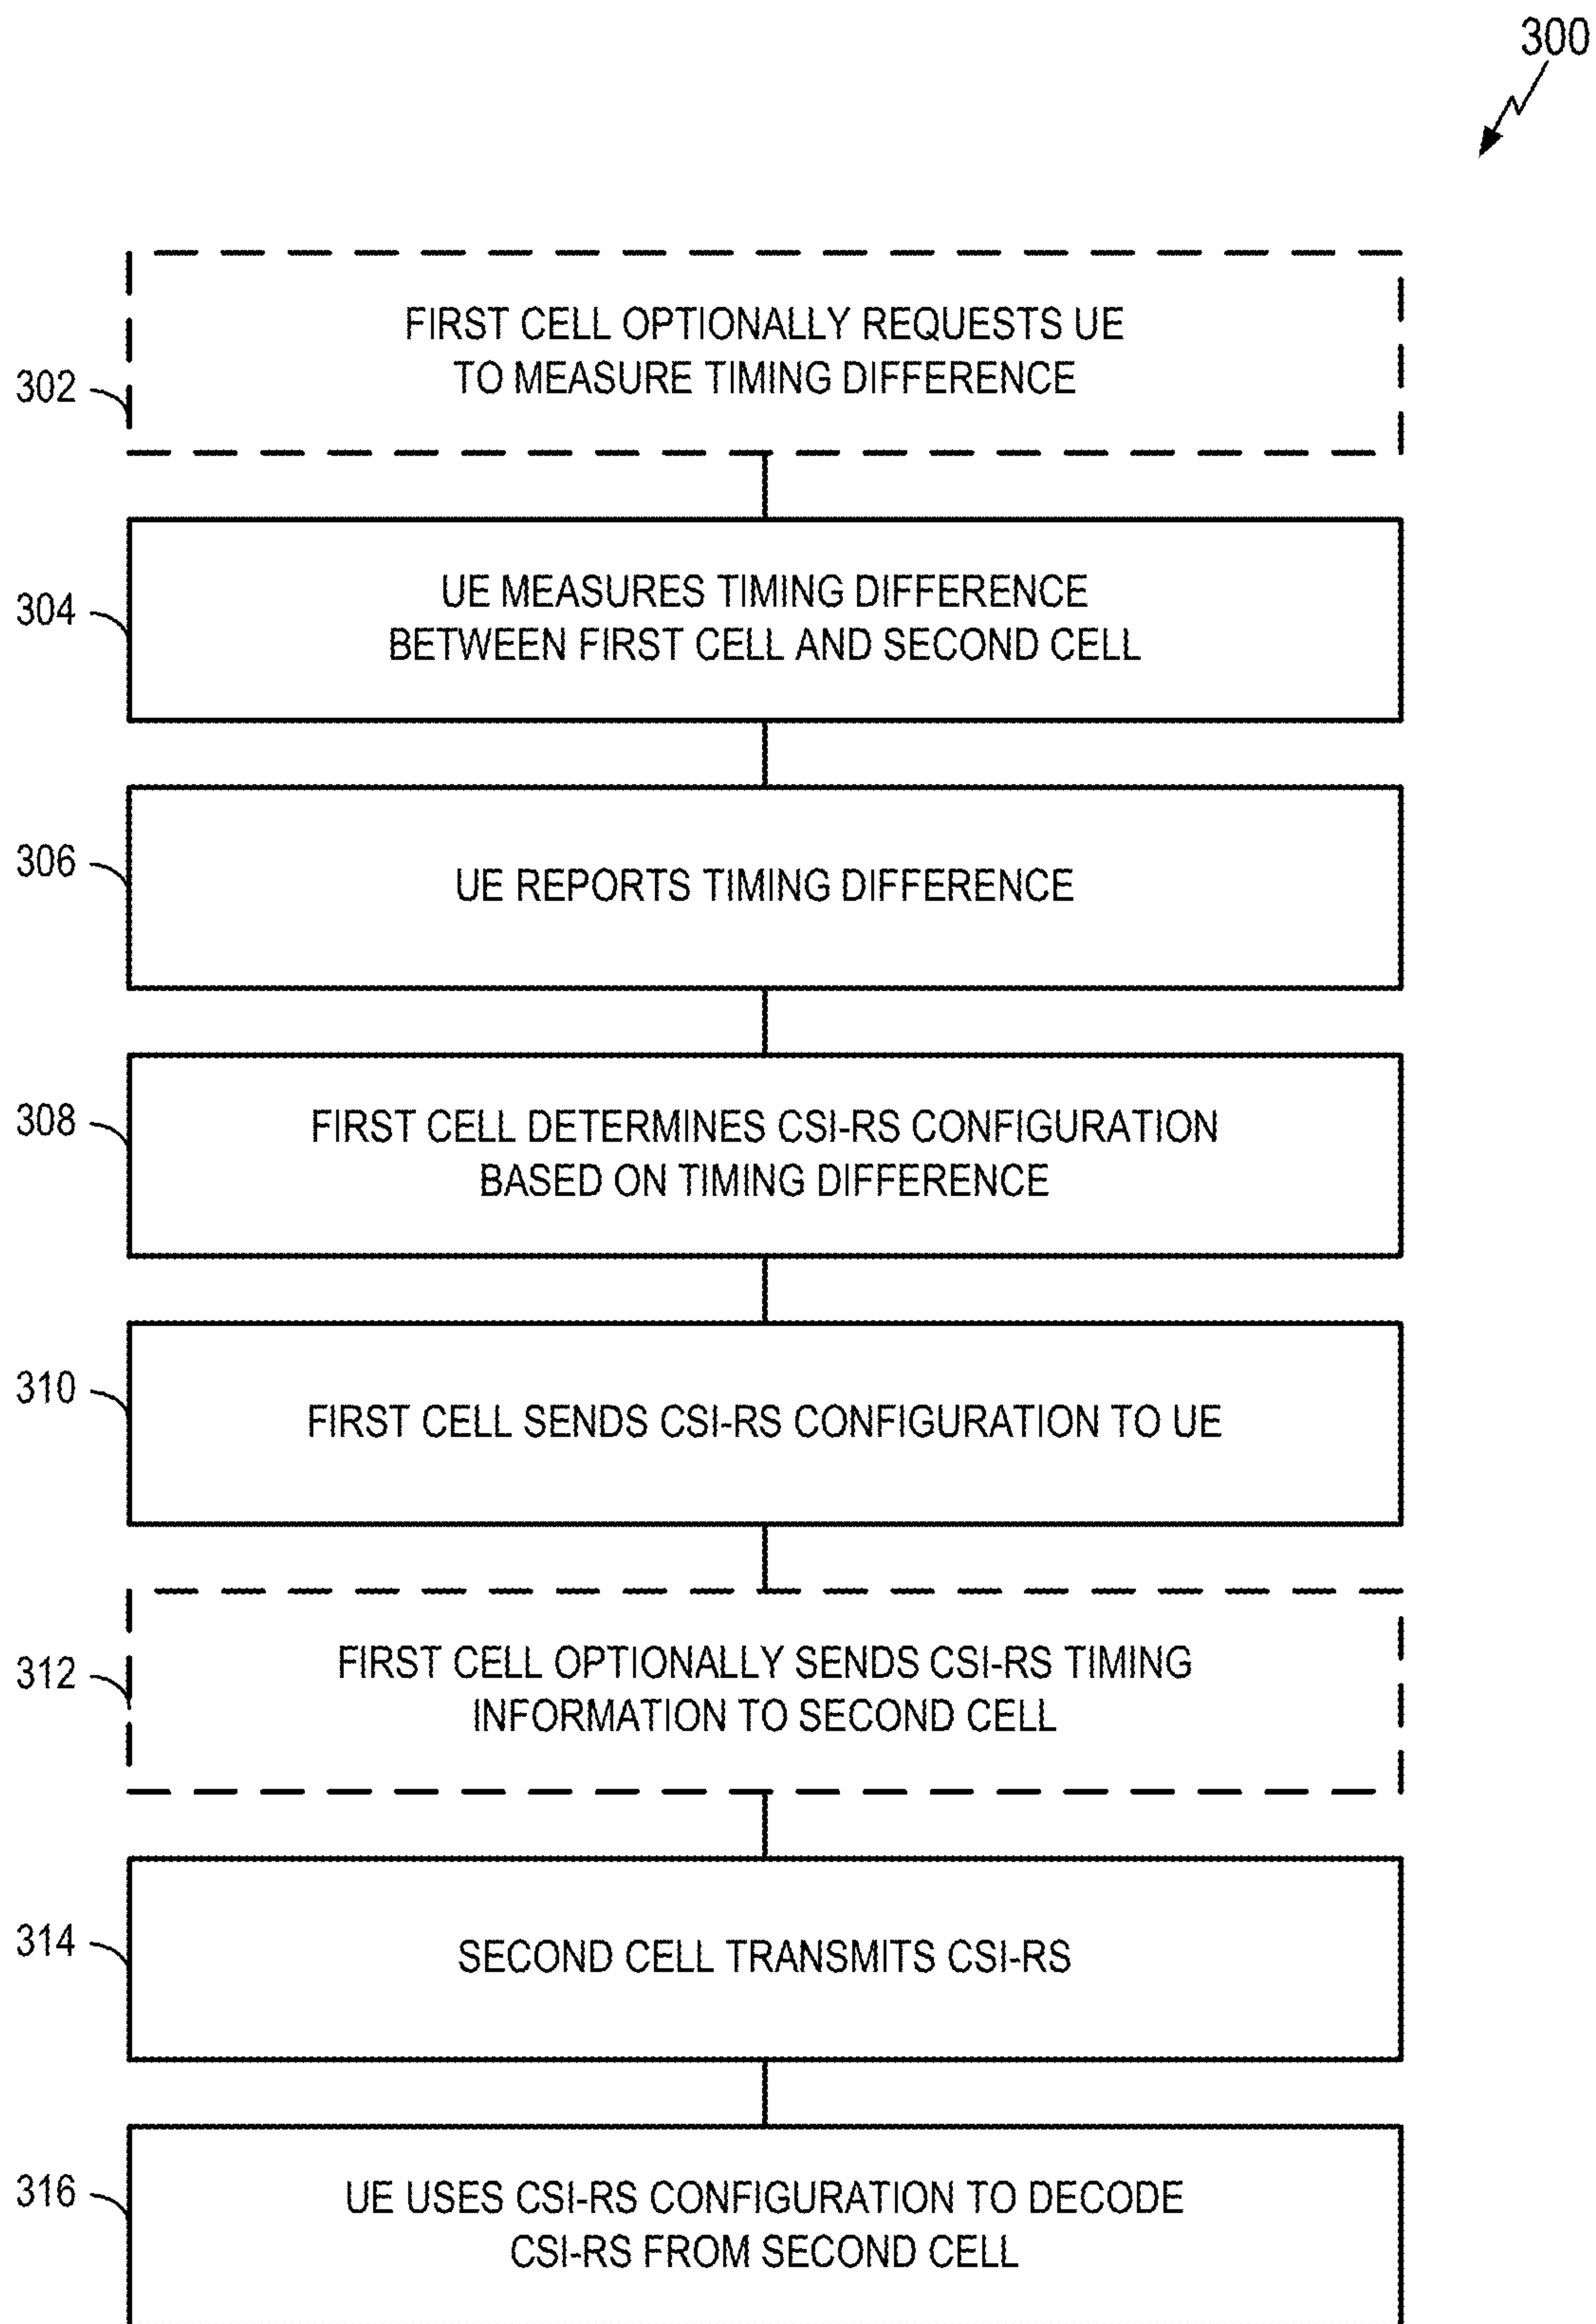 300
FIRST CELL OPTIONALLY REQUESTS UE
TO MEASURE TIMING DIFFERENCE
302
UE MEASURES TIMING DIFFERENCE
BETWEEN FIRST CELL AND SECOND CELL
304
306
UE REPORTS TIMING DIFFERENCE
308
FIRST CELL DETERMINES CSI-RS CONFIGURATION
BASED ON TIMING DIFFERENCE
310
FIRST CELL SENDS CSI-RS CONFIGURATION TO UE
312
FIRST CELL OPTIONALLY SENDS CSI-RS TIMING
INFORMATION TO SECOND CELL
314
SECOND CELL TRANSMITS CSI-RS
316
UE USES CSI-RS CONFIGURATION TO DECODE
CSI-RS FROM SECOND CELL